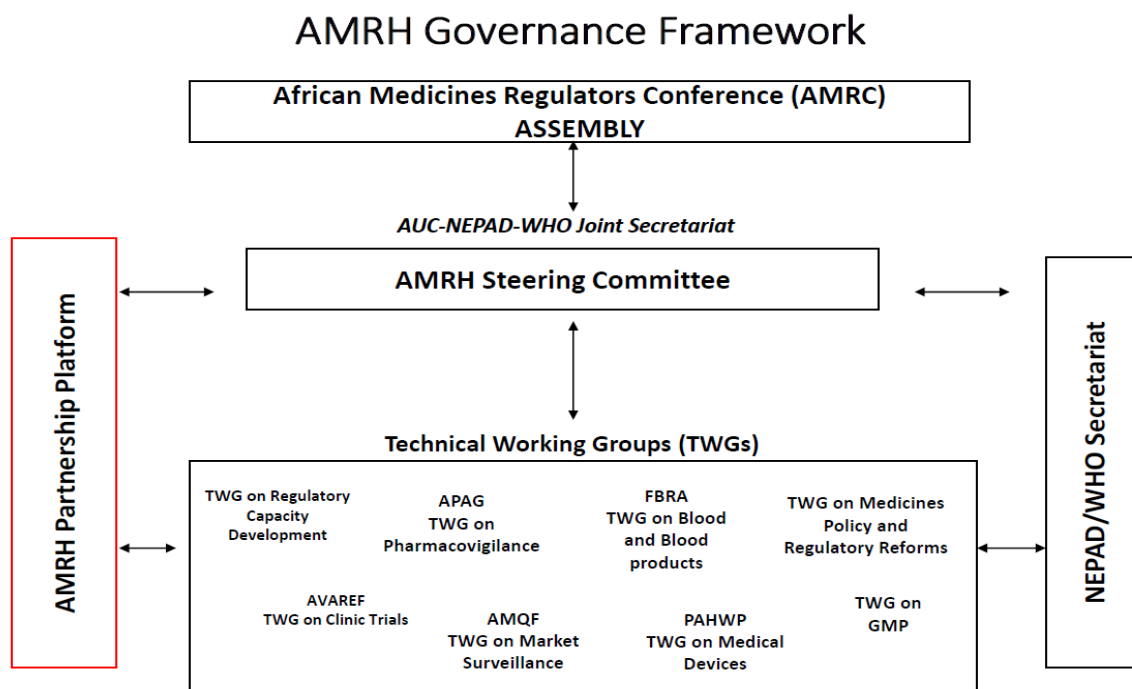 AMRH Governance Framework
African Medicines Regulators Conference (AMRC)
ASSEMBLY
AUC-NEPAD-WHO Joint Secretariat
AMRH Steering Committee
AMRH Partnership Platform
NEPAD/WHO Secretariat
Technical Working Groups (TWGs)
TWG on Regulatory
Capacity
Development
APAG
TWG on
Pharmacovigilance
FBRA
TWG on Blood
and Blood
products
TWG on Medicines
Policy and
Regulatory Reforms
AVAREF
TWG on Clinic Trials
AMQF
TWG on Market
Surveillance
PAHWP
TWG on Medical
Devices
TWG on
GMP